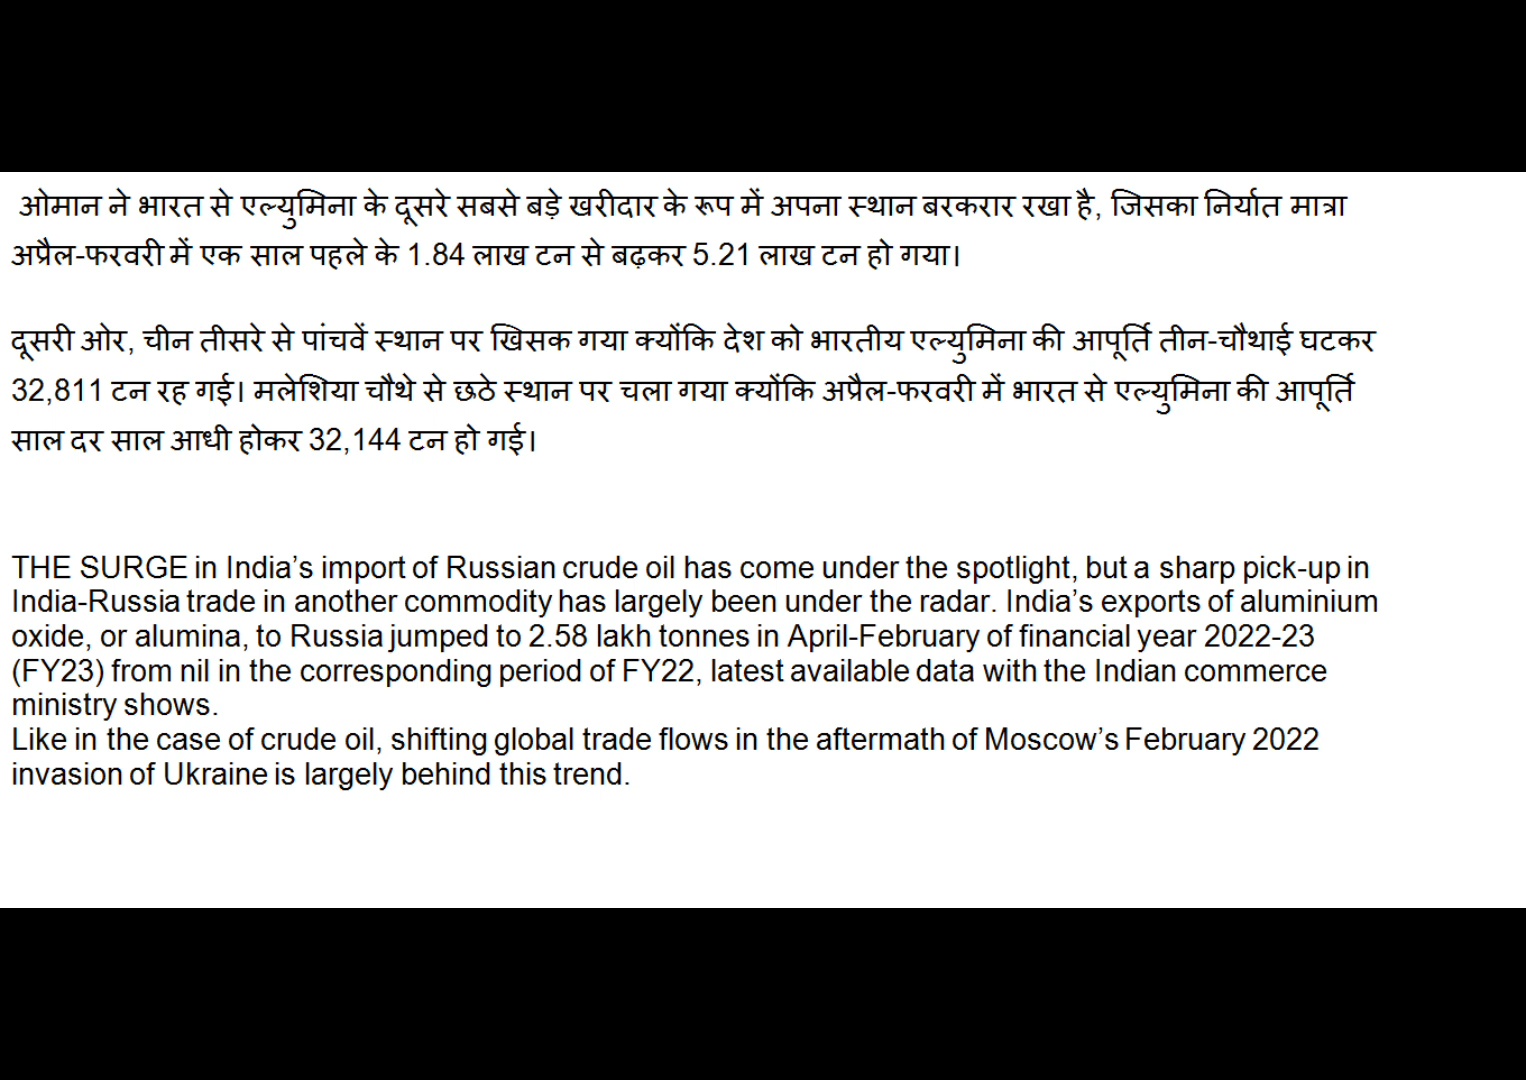 ओमान ने भारत से एल्युमिना के दूसरे सबसे बड़े खरीदार के रूप में अपना स्थान बरकरार रखा है, जिसका निर्यात मात्रा
अप्रैल-फरवरी में एक साल पहले के 1.84 लाख टन से बढ़कर 5.21 लाख टन हो गया।
दूसरी ओर, चीन तीसरे से पांचवें स्थान पर खिसक गया क्योंकि देश को भारतीय एल्युमिना की आपूर्ति तीन-चौथाई घटकर
32,811 टन रह गई। मलेशिया चौथे से छठे स्थान पर चला गया क्योंकि अप्रैल-फरवरी में भारत से एल्युमिना की आपूर्ति
साल दर साल आधी होकर 32,144 टन हो गई।
THE SURGE in India’s import of Russian crude oil has come under the spotlight, but a sharp pick-up in
India-Russia trade in another commodity has largely been under the radar. India’s exports of aluminium
oxide, or alumina, to Russia jumped to 2.58 lakh tonnes in April-February of financial year 2022-23
(FY23) from nil in the corresponding period of FY22, latest available data with the Indian commerce
ministry shows.
Like in the case of crude oil, shifting global trade flows in the aftermath of Moscow’s February 2022
invasion of Ukraine is largely behind this trend.